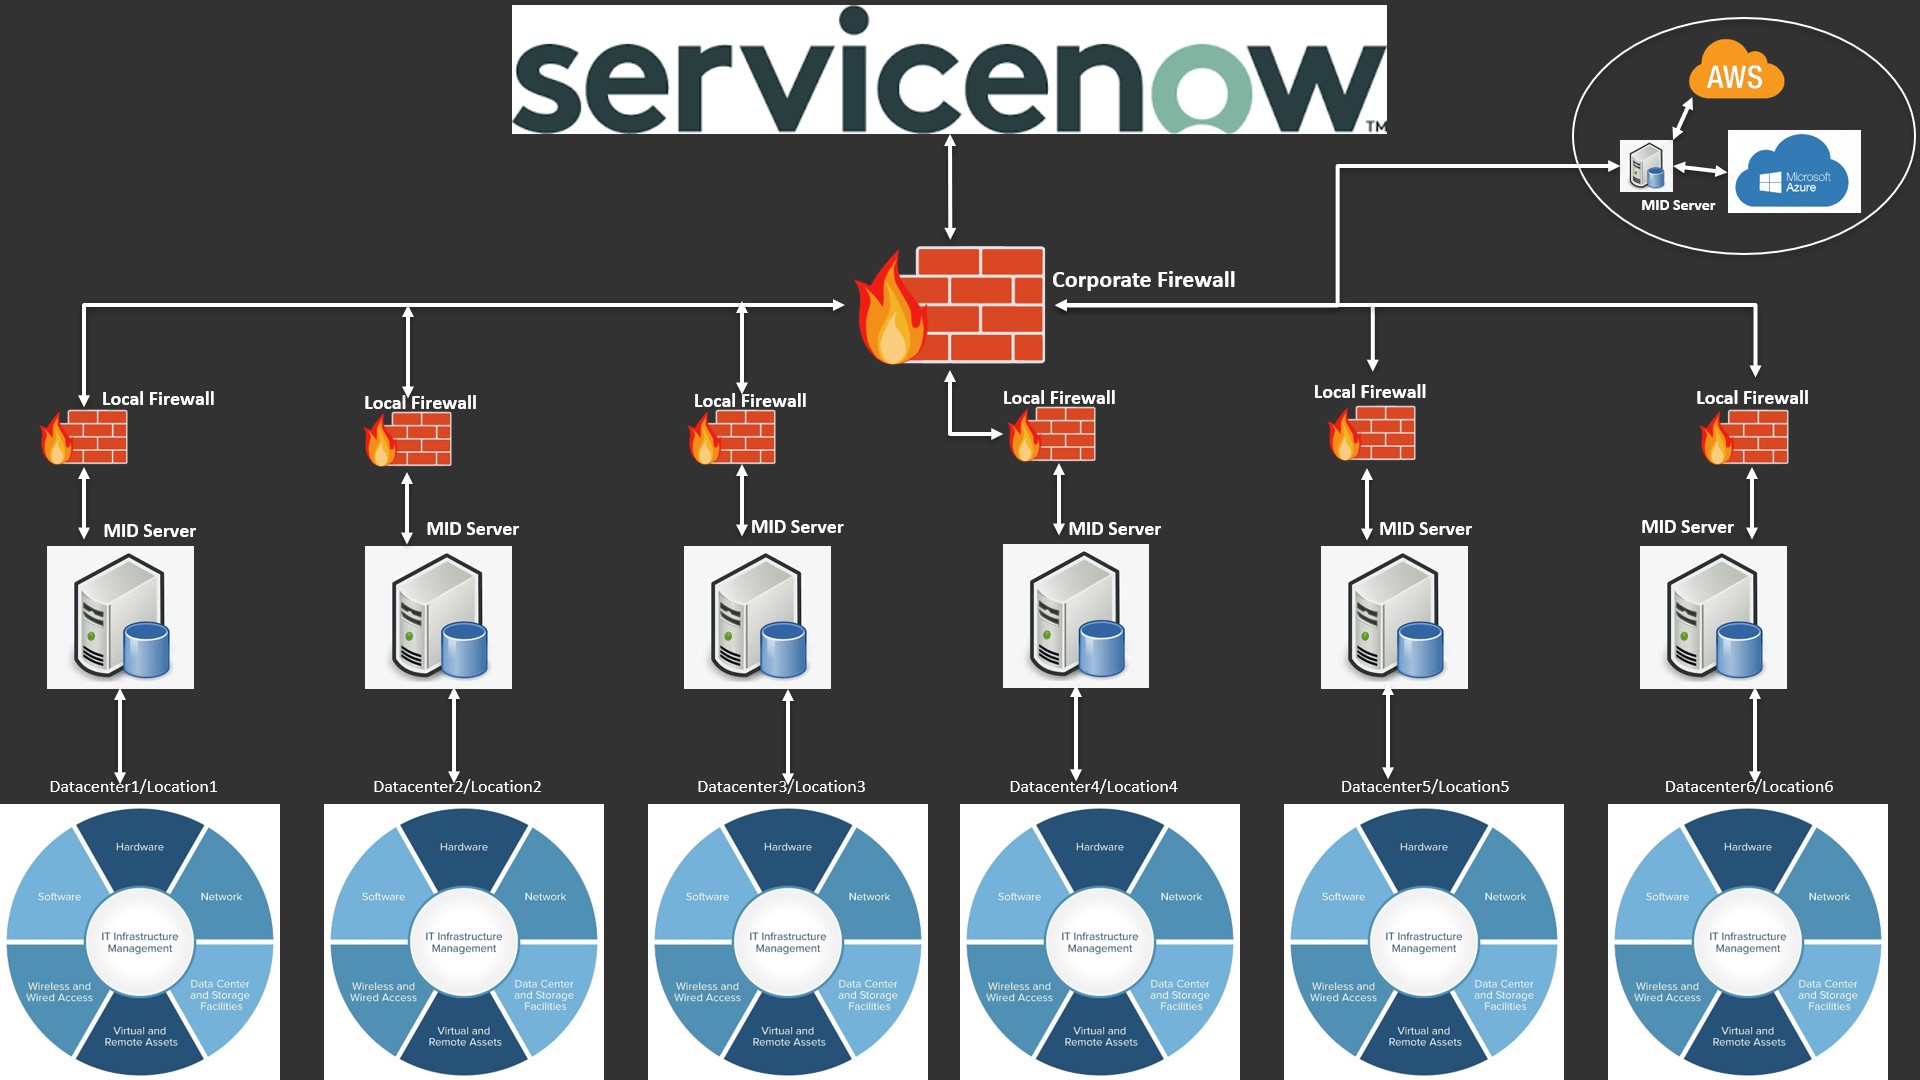 servicenow™
AWS
Microsoft
Azure
MID Server
Corporate Firewall
Local Firewall
Local Firewall
Local Firewall
Local Firewall
Local Firewall
Local Firewall
MID Server
MID Server
MID Server
MID Server
MID Server
MID Server
Datacenter1/Location1
Datacenter2/Location2
Datacenter3/Location3
Datacenter4/Location4
Datacenter5/Location5
Datacenter6/Location6
Hardware
Software
Network
IT Infrastructure
Management
Wireless and
Wired Access
Data Center
and Storage
Facilities
Virtual and
Remote Assets
Hardware
Software
Network
IT Infrastructure
Management
Wireless and
Wired Access
Data Center
and Storage
Facilities
Virtual and
Remote Assets
Hardware
Software
Network
IT Infrastructure
Management
Wireless and
Wired Access
Data Center
and Storage
Facilities
Virtual and
Remote Assets
Hardware
Software
Network
IT Infrastructure
Management
Wireless and
Wired Access
Data Center
and Storage
Facilities
Virtual and
Remote Assets
Hardware
Software
Network
IT Infrastructure
Management
Wireless and
Wired Access
Data Center
and Storage
Facilities
Virtual and
Remote Assets
Hardware
Software
Network
IT Infrastructure
Management
Wireless and
Wired Access
Data Center
and Storage
Facilities
Virtual and
Remote Assets